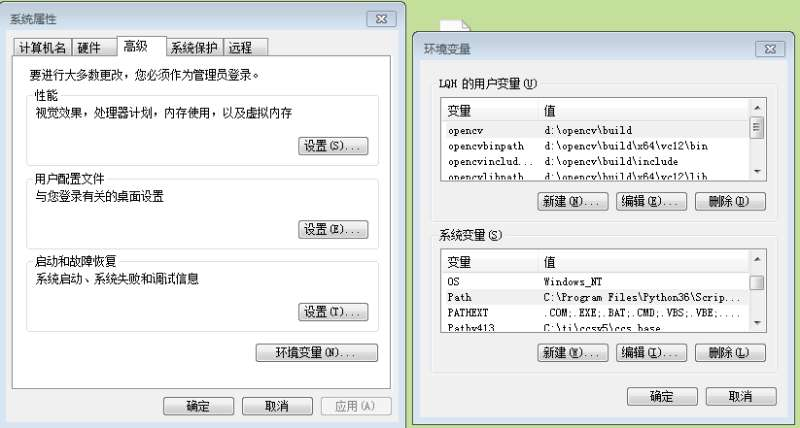 系统属性
计算机名 硬件 高级 系统保护 远程
要进行大多数更改，您必须作为管理员登录。
性能
视觉效果，处理器计划，内存使用，以及虚拟内存
设置(S)...
用户配置文件
与您登录有关的桌面设置
设置(E)...
启动和故障恢复
系统启动、系统失败和调试信息
设置(T)...
环境变量(N)...
确定 取消 应用(A)
环境变量
LQH 的用户变量(U)
变量 值
opencv d:\opencv\build
opencvbinpath d:\opencv\build\x64\vc12\bin
opencvinclud... d:\opencv\build\include
opencvlibpath d:\opencv\build\x64\vc12\lib
新建(N)... 编辑(E)... 删除(D)
系统变量(S)
变量 值
OS Windows_NT
Path C:\Program Files\Python36\Scrip...
PATHEXT .COM;.EXE;.BAT;.CMD;.VBS;.VBE;....
Pathv413 C:\ti\ccsv5\ccs_base
新建(W)... 编辑(I)... 删除(L)
确定 取消